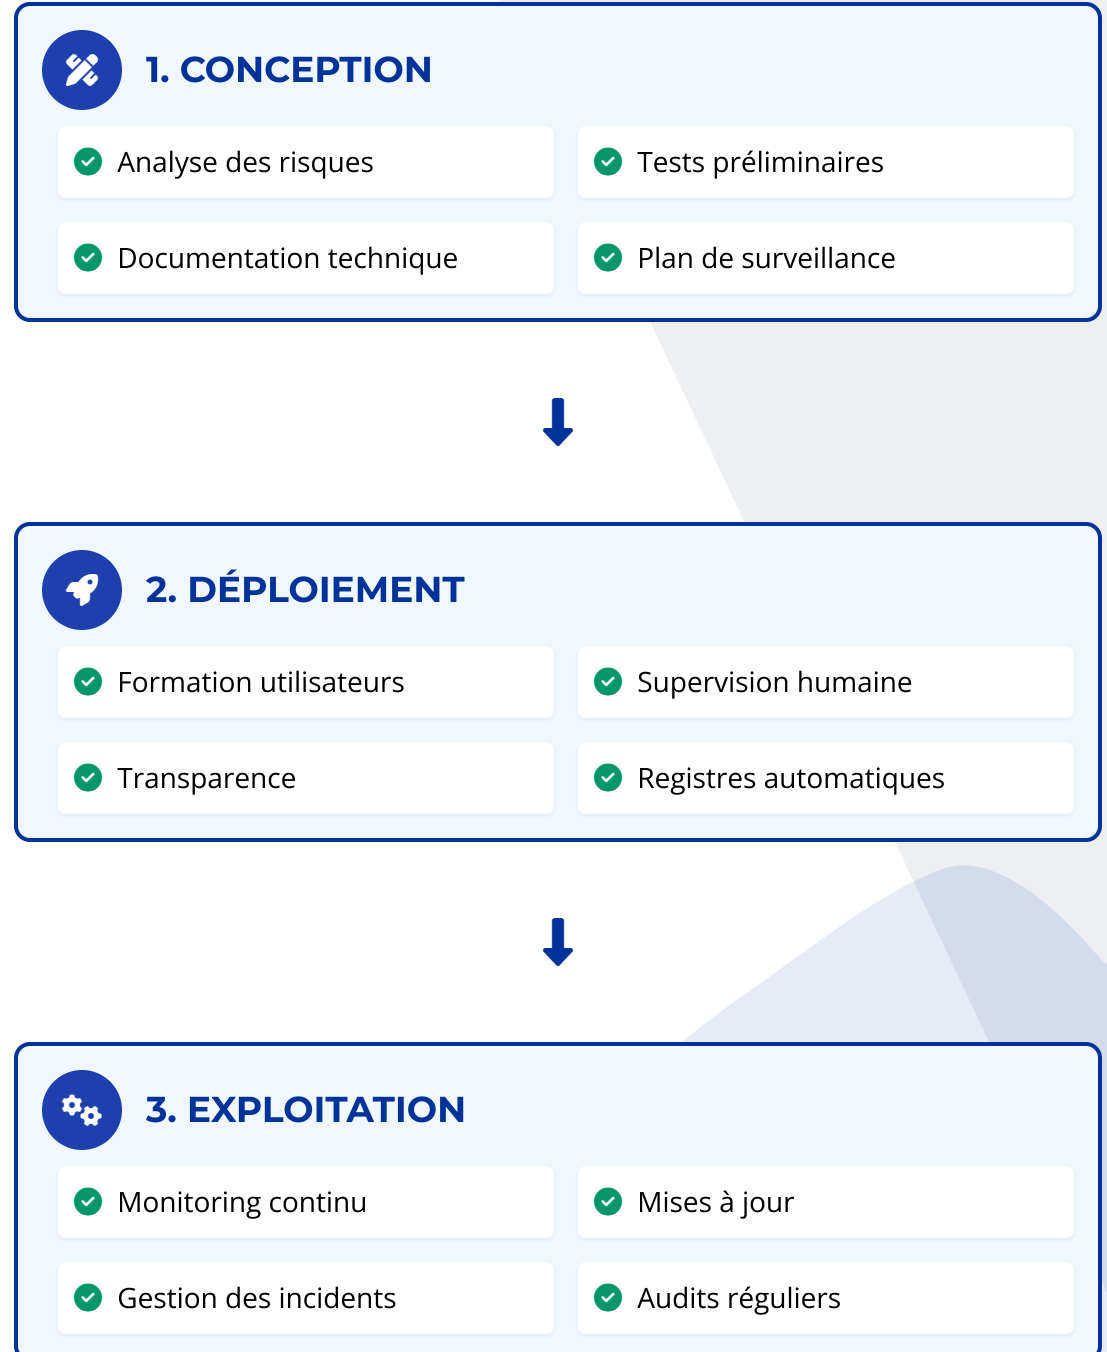 1. CONCEPTION
Analyse des risques
Tests préliminaires
Documentation technique
Plan de surveillance
2. DÉPLOIEMENT
Formation utilisateurs
Supervision humaine
Transparence
Registres automatiques
3. EXPLOITATION
Monitoring continu
Mises à jour
Gestion des incidents
Audits réguliers